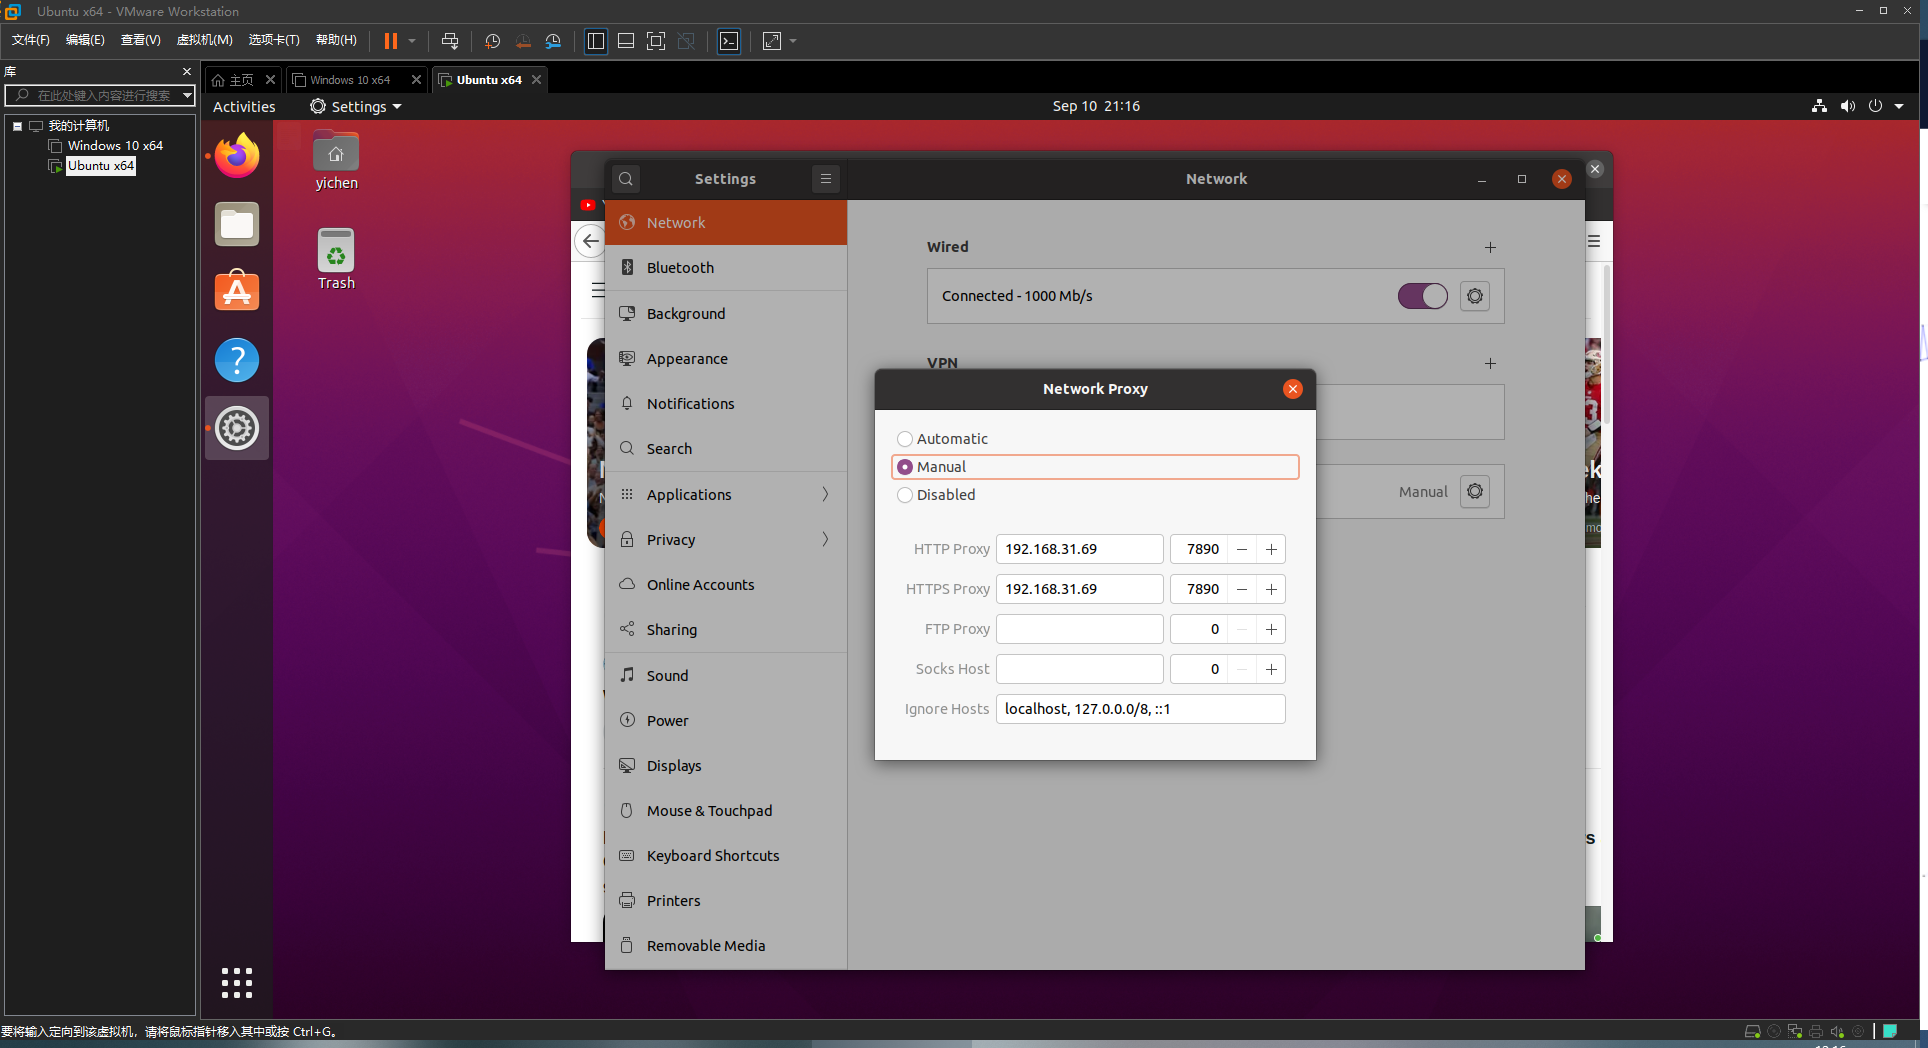 Ubuntu x64 - VMware Workstation
文件(F) 编辑(E) 查看(V) 虚拟机(M) 选项卡(T) 帮助(H)
库
在此处键入内容进行搜索
我的计算机
Windows 10 x64
Ubuntu x64
主页
Windows 10 x64
Ubuntu x64
Activities
Settings
Sep 10 21:16
yichen
Trash
Settings
Network
Network
Bluetooth
Background
Appearance
Notifications
Search
Applications
Privacy
Online Accounts
Sharing
Sound
Power
Displays
Mouse & Touchpad
Keyboard Shortcuts
Printers
Removable Media
Wired
Connected - 1000 Mb/s
VPN
Manual
Network Proxy
Automatic
Manual
Disabled
HTTP Proxy 192.168.31.69 7890
HTTPS Proxy 192.168.31.69 7890
FTP Proxy 0
Socks Host 0
Ignore Hosts localhost, 127.0.0.0/8, ::1
要将输入定向到该虚拟机，请将鼠标指针移入其中或按 Ctrl+G。